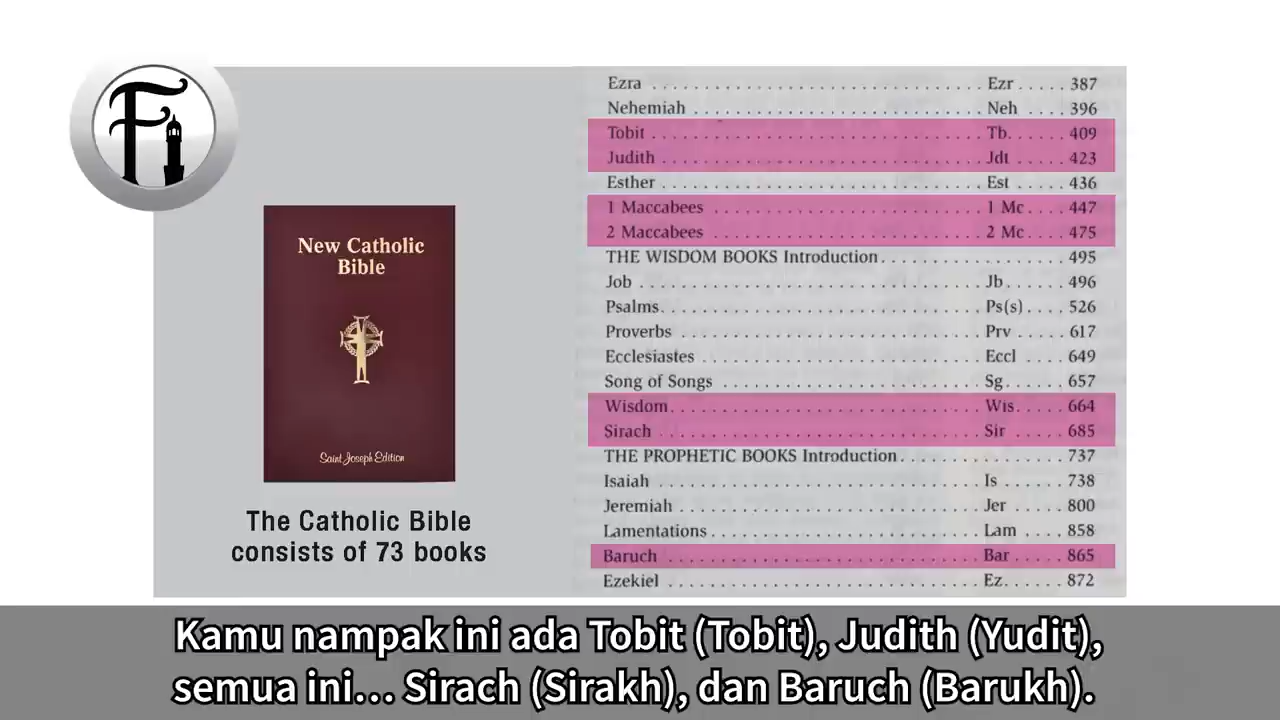 Fi
New Catholic
Bible
Saint Joseph Edition
The Catholic Bible
consists of 73 books
Ezra . . . . . . . . . . . . . . . . . . . . . . . . . . . . Ezr . . . . . 387
Nehemiah . . . . . . . . . . . . . . . . . . . . . . . . Neh . . . . 396
Tobit . . . . . . . . . . . . . . . . . . . . . . . . . . . . Tb. . . . . . 409
Judith . . . . . . . . . . . . . . . . . . . . . . . . . . . Jdt . . . . . 423
Esther . . . . . . . . . . . . . . . . . . . . . . . . . . . Est . . . . . 436
1 Maccabees . . . . . . . . . . . . . . . . . . . . . . 1 Mc . . . . 447
2 Maccabees . . . . . . . . . . . . . . . . . . . . . . 2 Mc . . . . 475
THE WISDOM BOOKS Introduction . . . . . . . . . . . . . . . 495
Job . . . . . . . . . . . . . . . . . . . . . . . . . . . . . Jb . . . . . . 496
Psalms. . . . . . . . . . . . . . . . . . . . . . . . . . . Ps(s) . . . . 526
Proverbs . . . . . . . . . . . . . . . . . . . . . . . . . Prv . . . . . 617
Ecclesiastes . . . . . . . . . . . . . . . . . . . . . . Eccl . . . . 649
Song of Songs . . . . . . . . . . . . . . . . . . . . . Sg. . . . . . 657
Wisdom. . . . . . . . . . . . . . . . . . . . . . . . . . Wis. . . . . 664
Sirach . . . . . . . . . . . . . . . . . . . . . . . . . . . Sir . . . . . 685
THE PROPHETIC BOOKS Introduction . . . . . . . . . . . . . 737
Isaiah . . . . . . . . . . . . . . . . . . . . . . . . . . . Is . . . . . . 738
Jeremiah . . . . . . . . . . . . . . . . . . . . . . . . . Jer . . . . . 800
Lamentations . . . . . . . . . . . . . . . . . . . . . Lam . . . . 858
Baruch . . . . . . . . . . . . . . . . . . . . . . . . . . Bar . . . . . 865
Ezekiel . . . . . . . . . . . . . . . . . . . . . . . . . . Ez. . . . . . 872
Kamu nampak ini ada Tobit (Tobit), Judith (Yudit),
semua ini... Sirach (Sirakh), dan Baruch (Barukh).